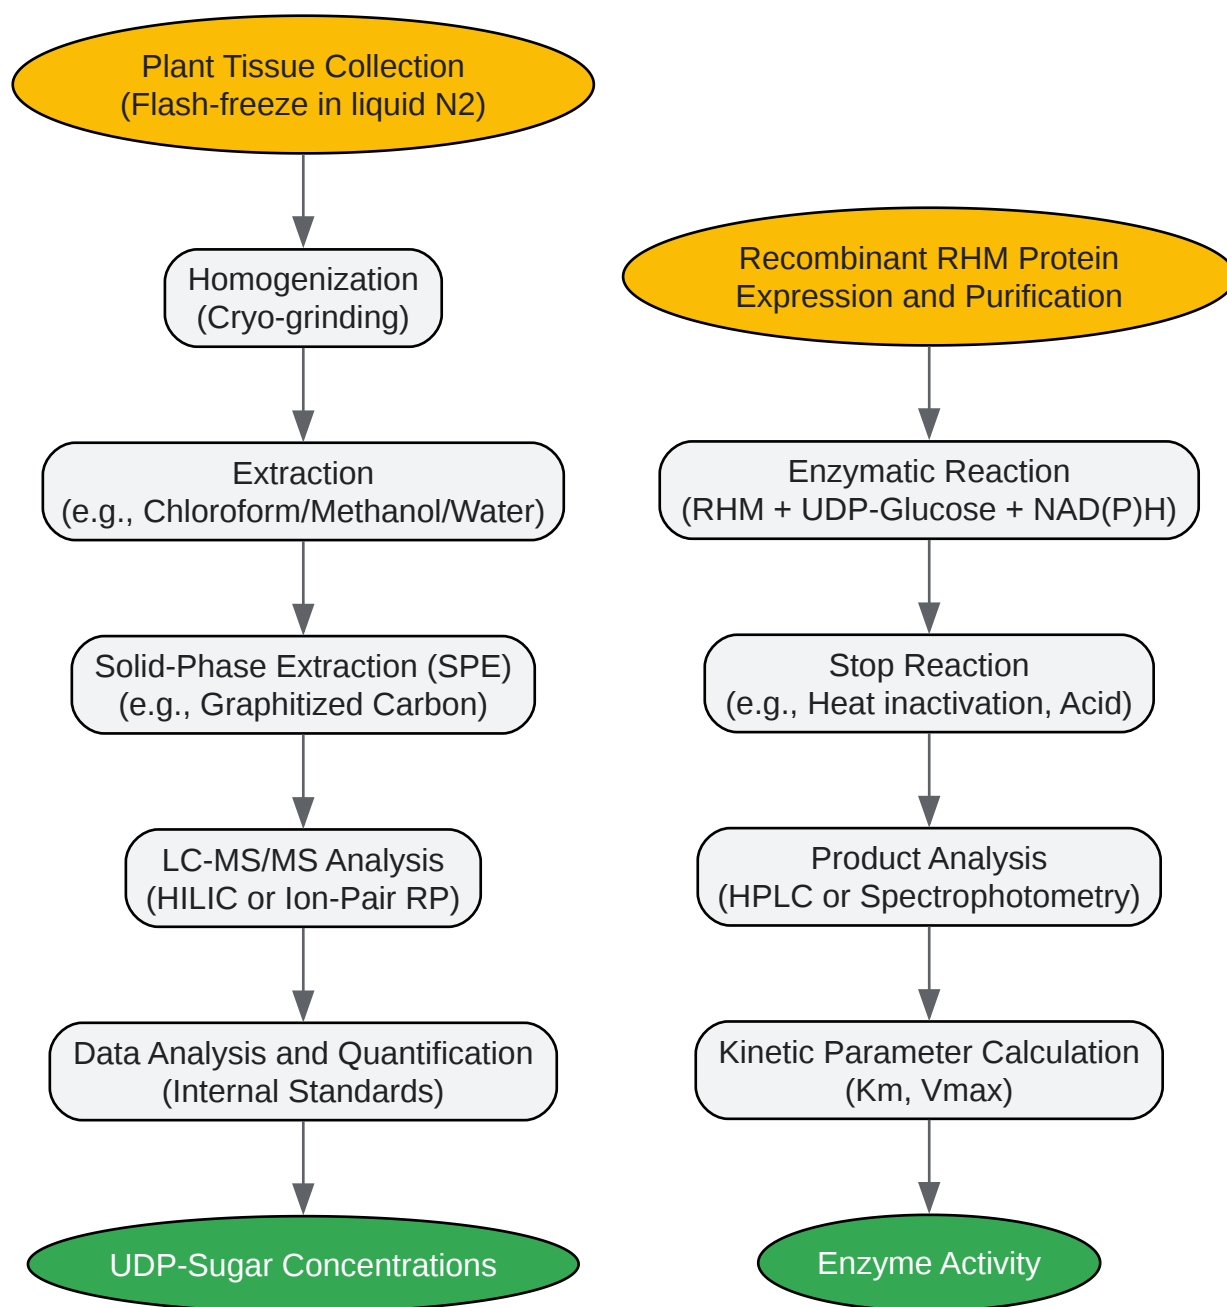 Plant Tissue Collection
(Flash-freeze in liquid N2)
Homogenization
(Cryo-grinding)
Extraction
(e.g., Chloroform/Methanol/Water)
Solid-Phase Extraction (SPE)
(e.g., Graphitized Carbon)
LC-MS/MS Analysis
(HILIC or Ion-Pair RP)
Data Analysis and Quantification
(Internal Standards)
UDP-Sugar Concentrations
Recombinant RHM Protein
Expression and Purification
Enzymatic Reaction
(RHM + UDP-Glucose + NAD(P)H)
Stop Reaction
(e.g., Heat inactivation, Acid)
Product Analysis
(HPLC or Spectrophotometry)
Kinetic Parameter Calculation
(Km, Vmax)
Enzyme Activity